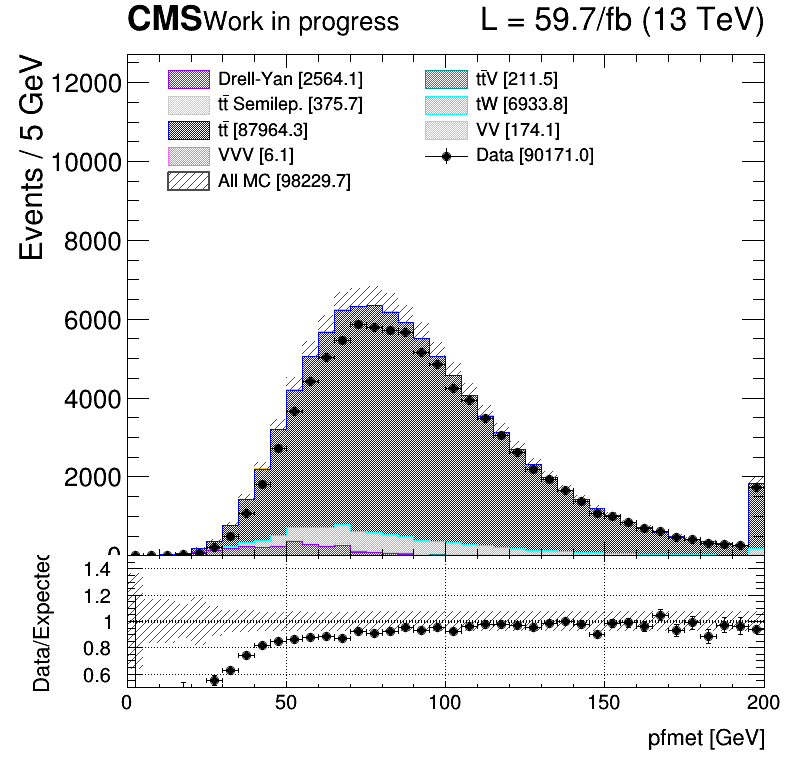 CMS Work in progress L = 59.7/fb (13 TeV)
Events / 5 GeV
12000
10000
8000
6000
4000
2000
0
Drell-Yan [2564.1]
tt̄ Semilep. [375.7]
tt̄ [87964.3]
VVV [6.1]
All MC [98229.7]
tt̄V [211.5]
tW [6933.8]
VV [174.1]
Data [90171.0]
Data/Expected
1.4
1.2
1
0.8
0.6
0 50 100 150 200
pfmet [GeV]